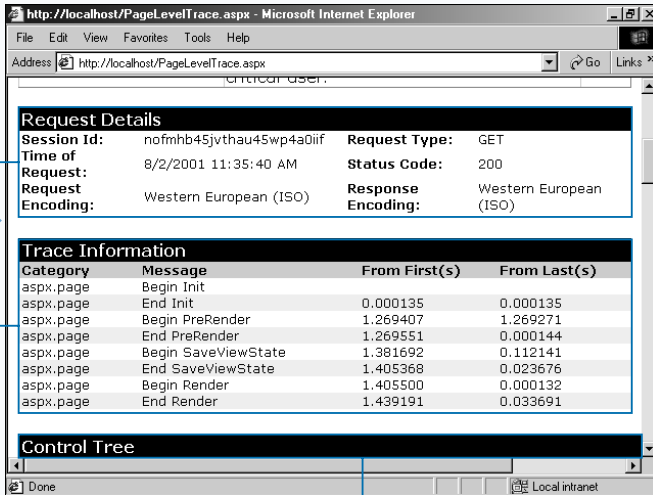 http://localhost/PageLevelTrace.aspx - Microsoft Internet Explorer
File Edit View Favorites Tools Help
Address http://localhost/PageLevelTrace.aspx Go Links »
critical user.
Request Details
Session Id: nofmhb45jvthau45wp4a0iif Request Type: GET
Time of Request: 8/2/2001 11:35:40 AM Status Code: 200
Request Encoding: Western European (ISO) Response Encoding: Western European (ISO)
Trace Information
Category Message From First(s) From Last(s)
aspx.page Begin Init
aspx.page End Init 0.000135 0.000135
aspx.page Begin PreRender 1.269407 1.269271
aspx.page End PreRender 1.269551 0.000144
aspx.page Begin SaveViewState 1.381692 0.112141
aspx.page End SaveViewState 1.405368 0.023676
aspx.page Begin Render 1.405500 0.000132
aspx.page End Render 1.439191 0.033691
Control Tree
Done Local intranet